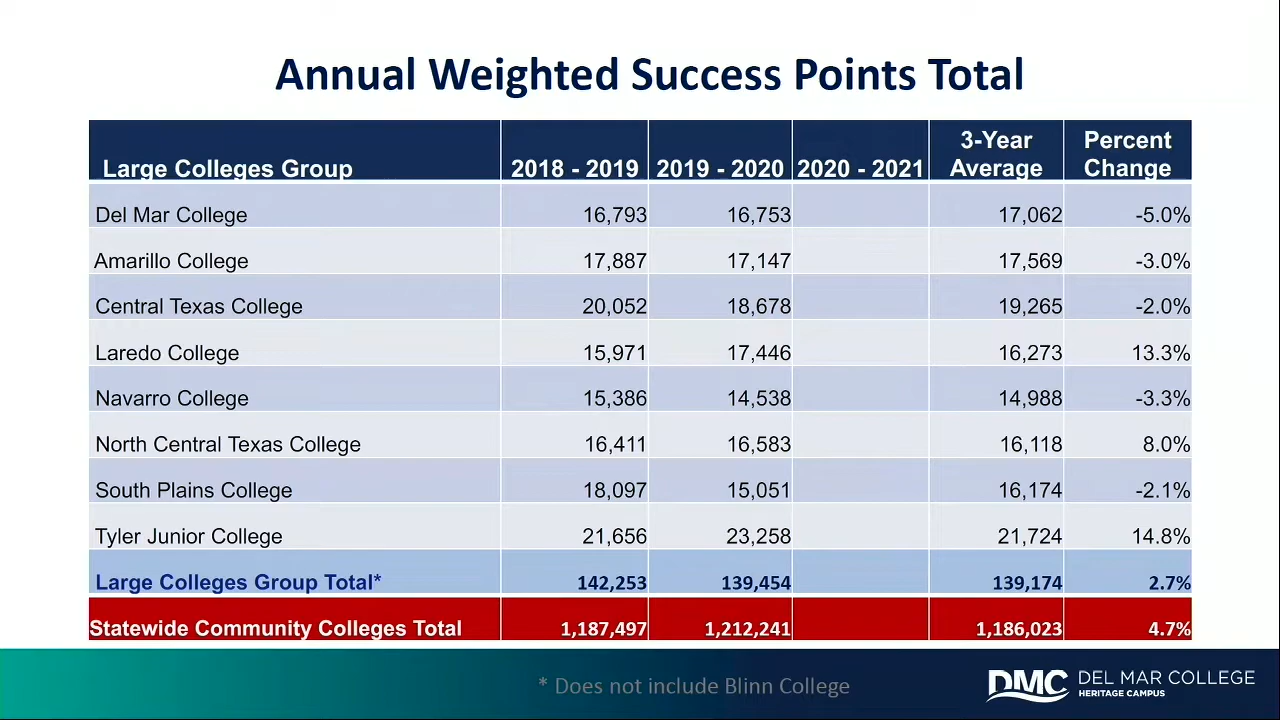 Annual Weighted Success Points Total
Large Colleges Group 2018 - 2019 2019 - 2020 2020 - 2021 3-Year Average Percent Change
Del Mar College 16,793 16,753 17,062 -5.0%
Amarillo College 17,887 17,147 17,569 -3.0%
Central Texas College 20,052 18,678 19,265 -2.0%
Laredo College 15,971 17,446 16,273 13.3%
Navarro College 15,386 14,538 14,988 -3.3%
North Central Texas College 16,411 16,583 16,118 8.0%
South Plains College 18,097 15,051 16,174 -2.1%
Tyler Junior College 21,656 23,258 21,724 14.8%
Large Colleges Group Total* 142,253 139,454 139,174 2.7%
Statewide Community Colleges Total 1,187,497 1,212,241 1,186,023 4.7%
* Does not include Blinn College
DMC DEL MAR COLLEGE
HERITAGE CAMPUS